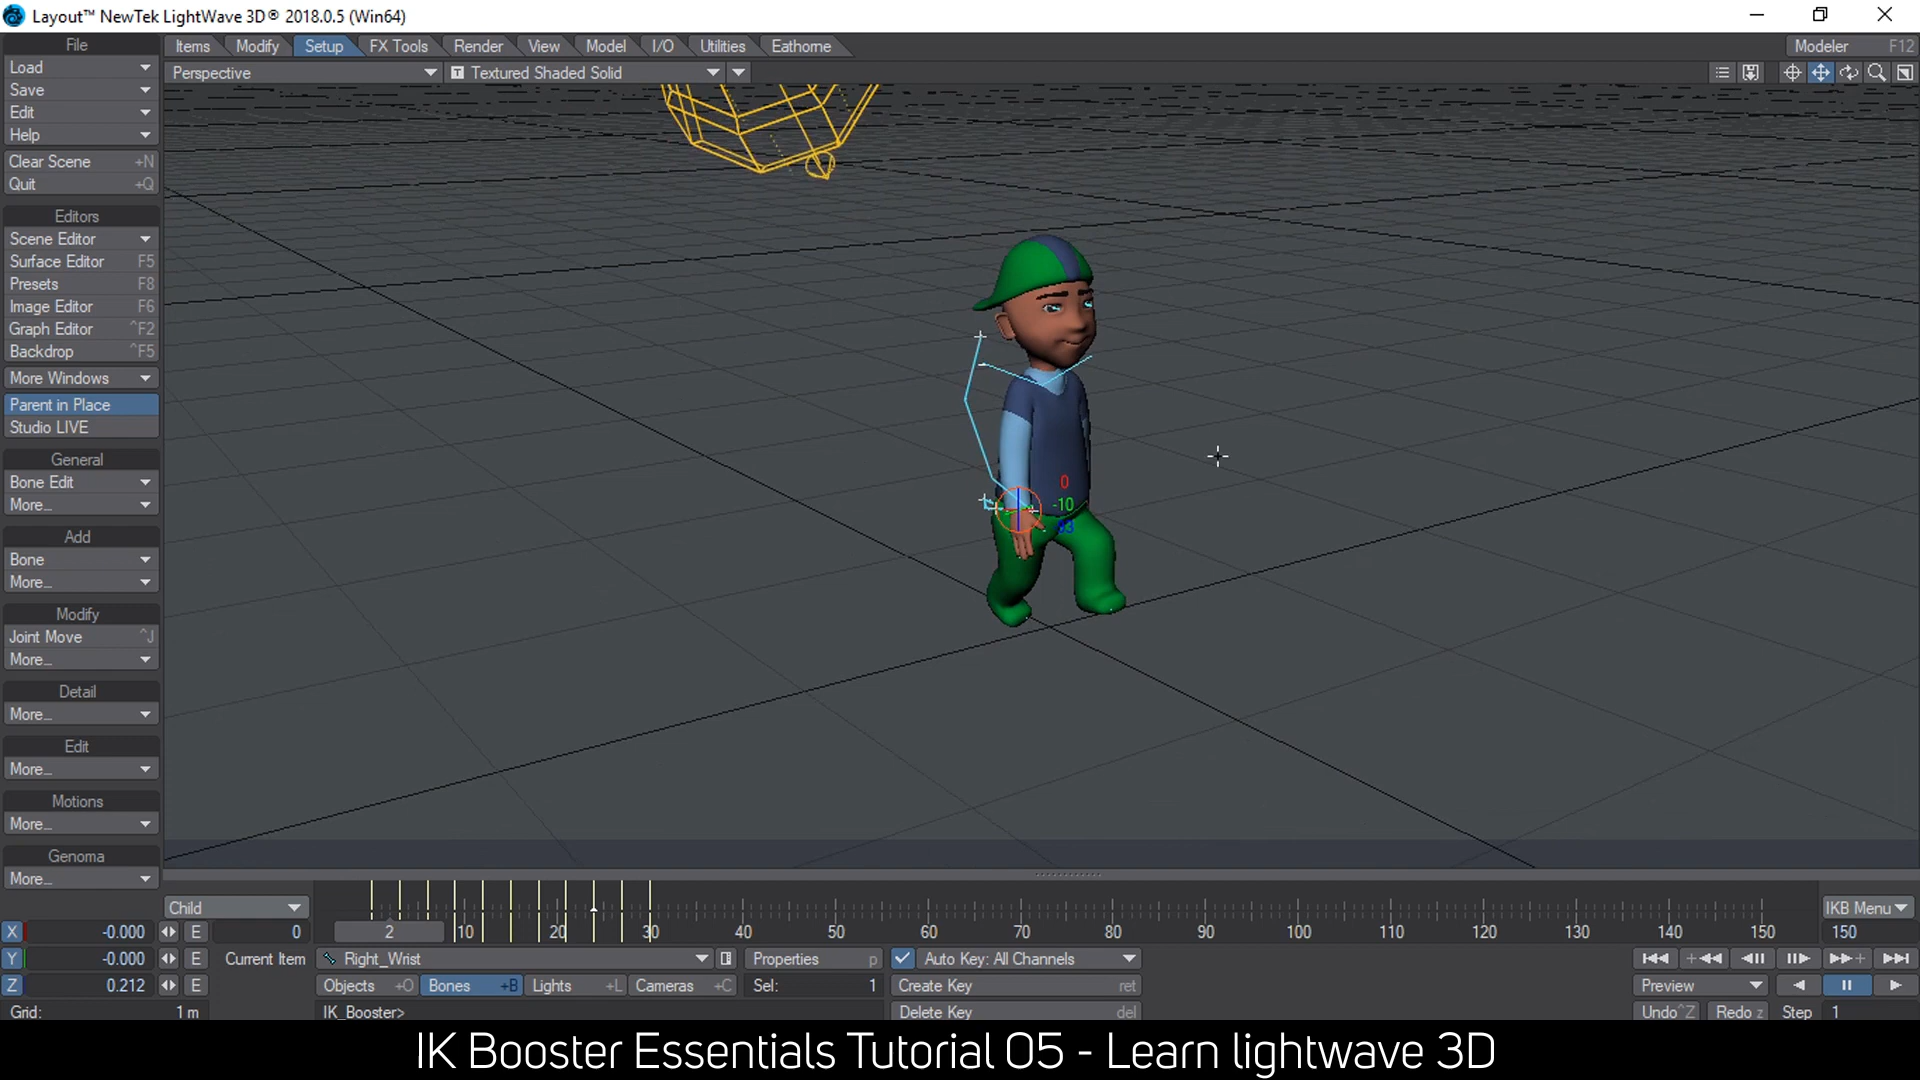 Layout™ NewTek LightWave 3D® 2018.0.5 (Win64)
File
Items Modify Setup FX Tools Render View Model I/O Utilities Eathome
Modeler F12
Load
Perspective
T Textured Shaded Solid
Save
Edit
Help
Clear Scene +N
Quit +Q
Editors
Scene Editor
Surface Editor F5
Presets F8
Image Editor F6
Graph Editor ^F2
Backdrop ^F5
More Windows
Parent in Place
Studio LIVE
General
Bone Edit
More...
Add
Bone
More...
Modify
Joint Move ^J
More...
Detail
More...
Edit
More...
Motions
More...
Genoma
More...
0
-10
Child
IKB Menu
X -0.000 E 0
2 10 20 30 40 50 60 70 80 90 100 110 120 130 140 150 150
Y -0.000 E Current Item Right_Wrist Properties p Auto Key: All Channels
Z 0.212 E Objects +O Bones +B Lights +L Cameras +C Sel: 1 Create Key ret Preview
Grid: 1 m IK_Booster> Delete Key del Undo ^Z Redo z Step 1
IK Booster Essentials Tutorial 05 - Learn lightwave 3D